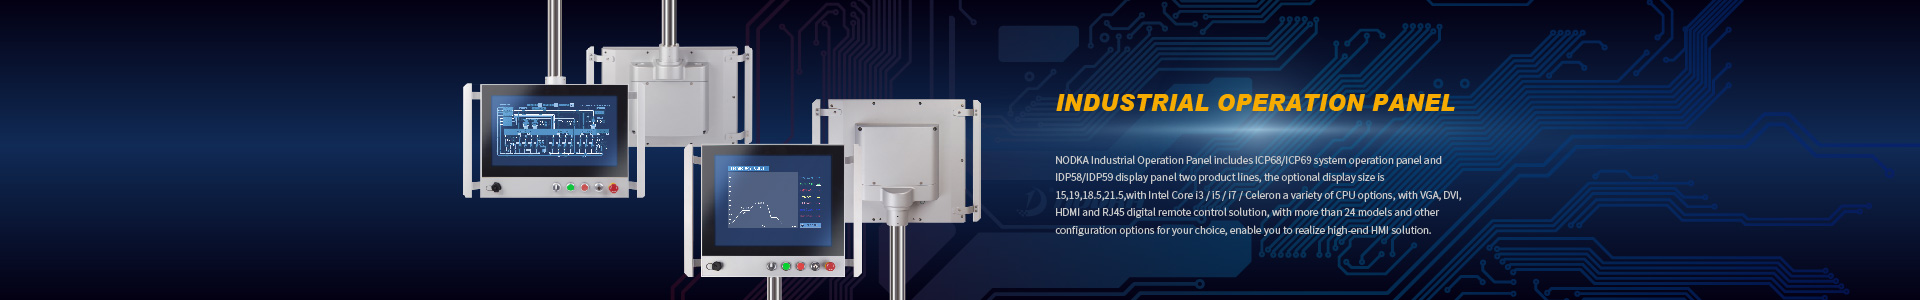 INDUSTRIAL OPERATION PANEL
NODKA Industrial Operation Panel includes ICP68/ICP69 system operation panel and
IDP58/IDP59 display panel two product lines, the optional display size is
15,19,18.5,21.5,with Intel Core i3 / i5 / i7 / Celeron a variety of CPU options, with VGA, DVI,
HDMI and RJ45 digital remote control solution, with more than 24 models and other
configuration options for your choice, enable you to realize high-end HMI solution.